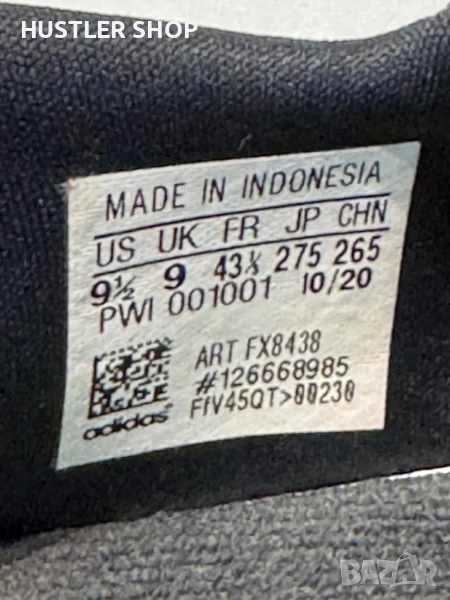 HUSTLER SHOP
MADE IN INDONESIA
US UK FR JP CHN
9½ 9 43⅓ 275 265
PWI 001001 10/20
ART FX8438
#126668985
FIV45QT>00230
E
adidas
BAZAR